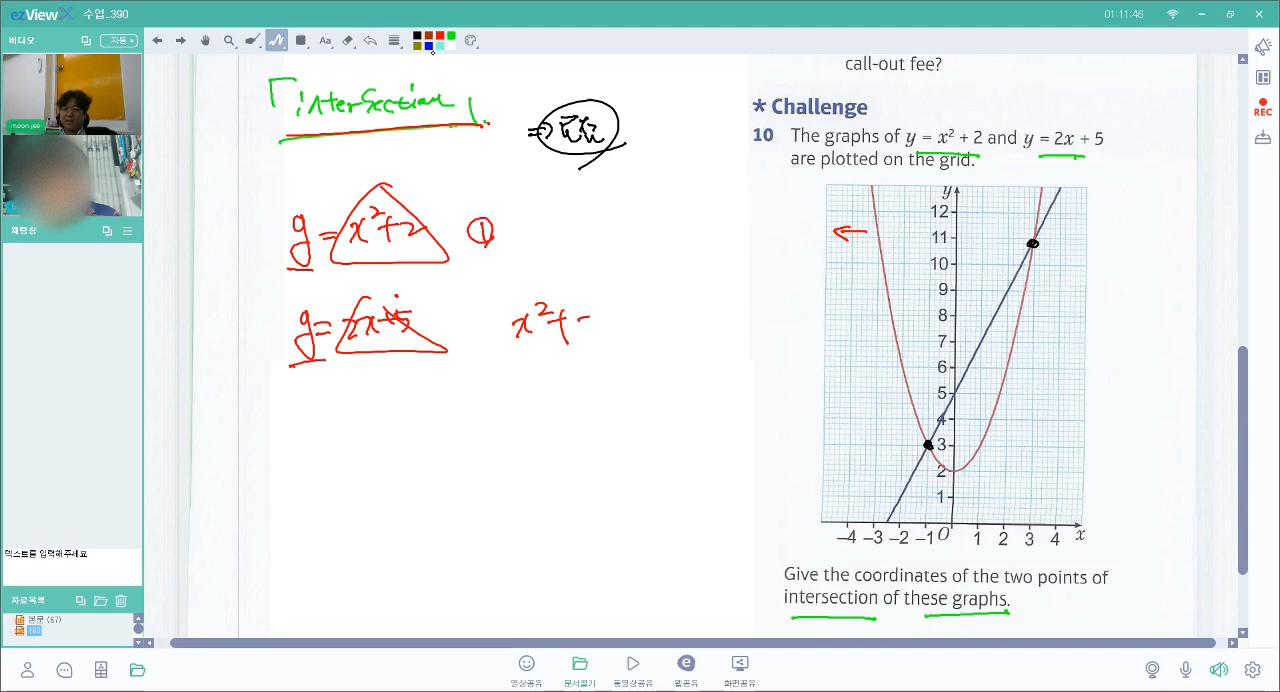 ezViewX 수업_390
01:11:46
비디오
자동
moon jee
채팅창
텍스트를 입력해주세요
자료목록
본문 (67)
160
Aa
REC
intersection
y = x² + 2 ①
y = 2x + 5
x² +
call-out fee?
* Challenge
10 The graphs of y = x² + 2 and y = 2x + 5
are plotted on the grid.
y
12
11
10
9
8
7
6
5
4
3
2
1
–4 –3 –2 –1 O 1 2 3 4 x
Give the coordinates of the two points of
intersection of these graphs.
영상공유
문서열기
동영상공유
웹공유
화면공유